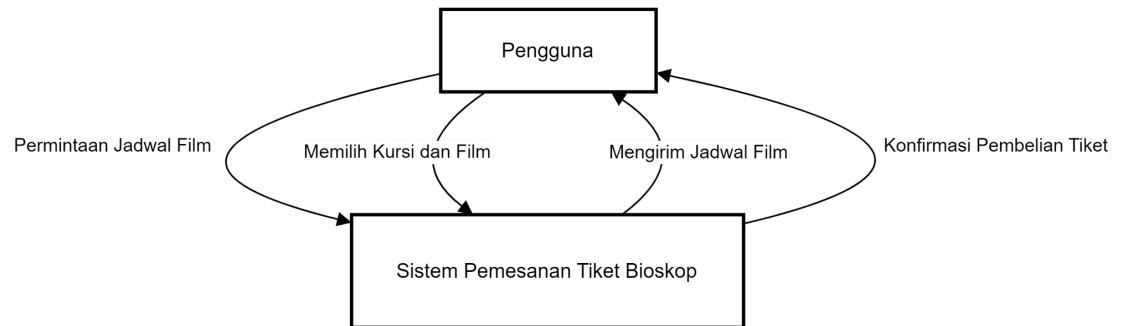 Pengguna
Permintaan Jadwal Film
Memilih Kursi dan Film
Mengirim Jadwal Film
Konfirmasi Pembelian Tiket
Sistem Pemesanan Tiket Bioskop